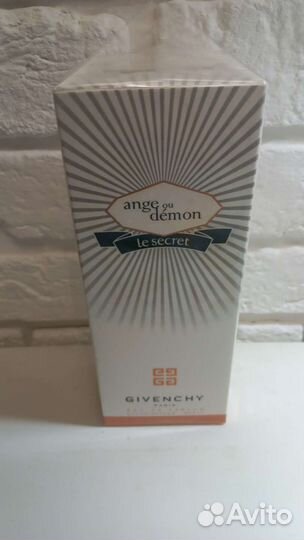 ange ou
démon
le secret
GIVENCHY
PARIS
Avito